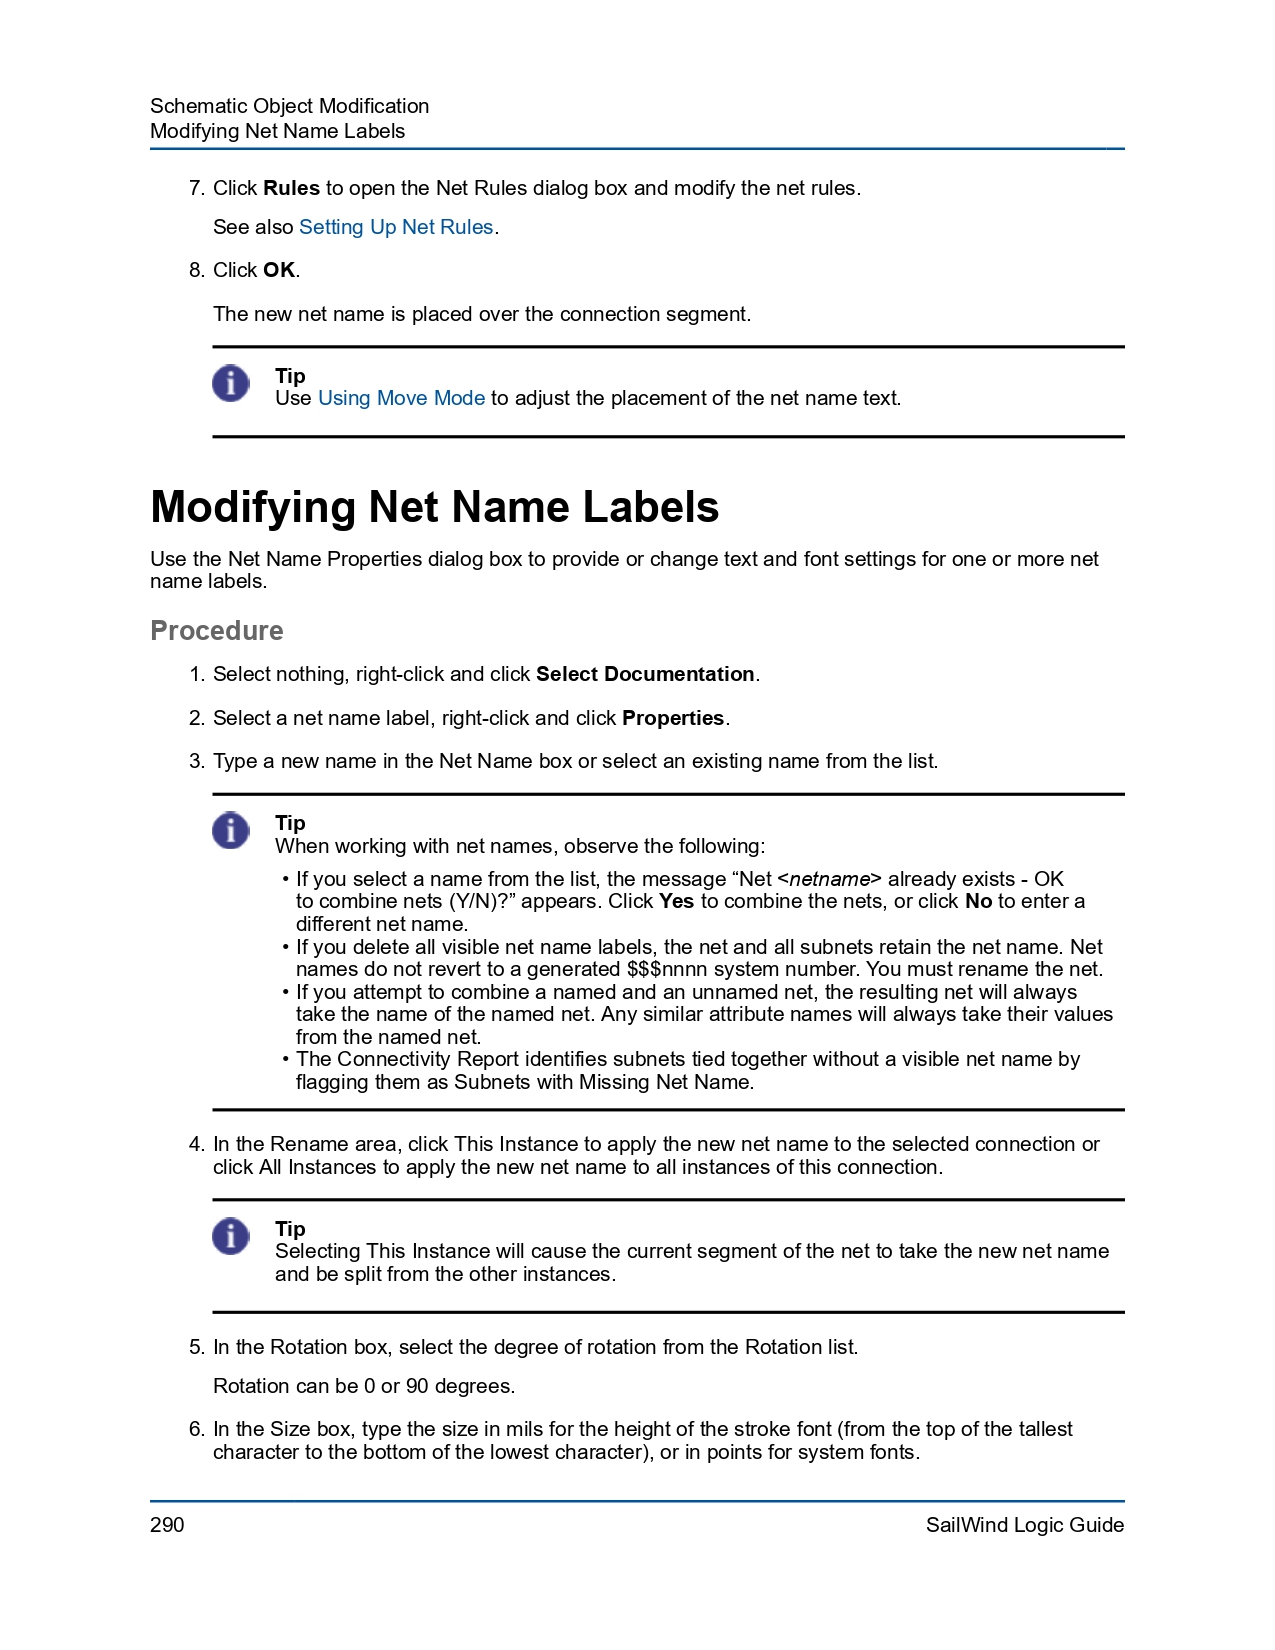 Schematic Object Modification
Modifying Net Name Labels
7. Click Rules to open the Net Rules dialog box and modify the net rules.
See also Setting Up Net Rules.
8. Click OK.
The new net name is placed over the connection segment.
Tip
Use Using Move Mode to adjust the placement of the net name text.
Modifying Net Name Labels
Use the Net Name Properties dialog box to provide or change text and font settings for one or more net
name labels.
Procedure
1. Select nothing, right-click and click Select Documentation.
2. Select a net name label, right-click and click Properties.
3. Type a new name in the Net Name box or select an existing name from the list.
Tip
When working with net names, observe the following:
• If you select a name from the list, the message “Net <netname> already exists - OK
to combine nets (Y/N)?” appears. Click Yes to combine the nets, or click No to enter a
different net name.
• If you delete all visible net name labels, the net and all subnets retain the net name. Net
names do not revert to a generated $$$nnnn system number. You must rename the net.
• If you attempt to combine a named and an unnamed net, the resulting net will always
take the name of the named net. Any similar attribute names will always take their values
from the named net.
• The Connectivity Report identifies subnets tied together without a visible net name by
flagging them as Subnets with Missing Net Name.
4. In the Rename area, click This Instance to apply the new net name to the selected connection or
click All Instances to apply the new net name to all instances of this connection.
Tip
Selecting This Instance will cause the current segment of the net to take the new net name
and be split from the other instances.
5. In the Rotation box, select the degree of rotation from the Rotation list.
Rotation can be 0 or 90 degrees.
6. In the Size box, type the size in mils for the height of the stroke font (from the top of the tallest
character to the bottom of the lowest character), or in points for system fonts.
290
SailWind Logic Guide